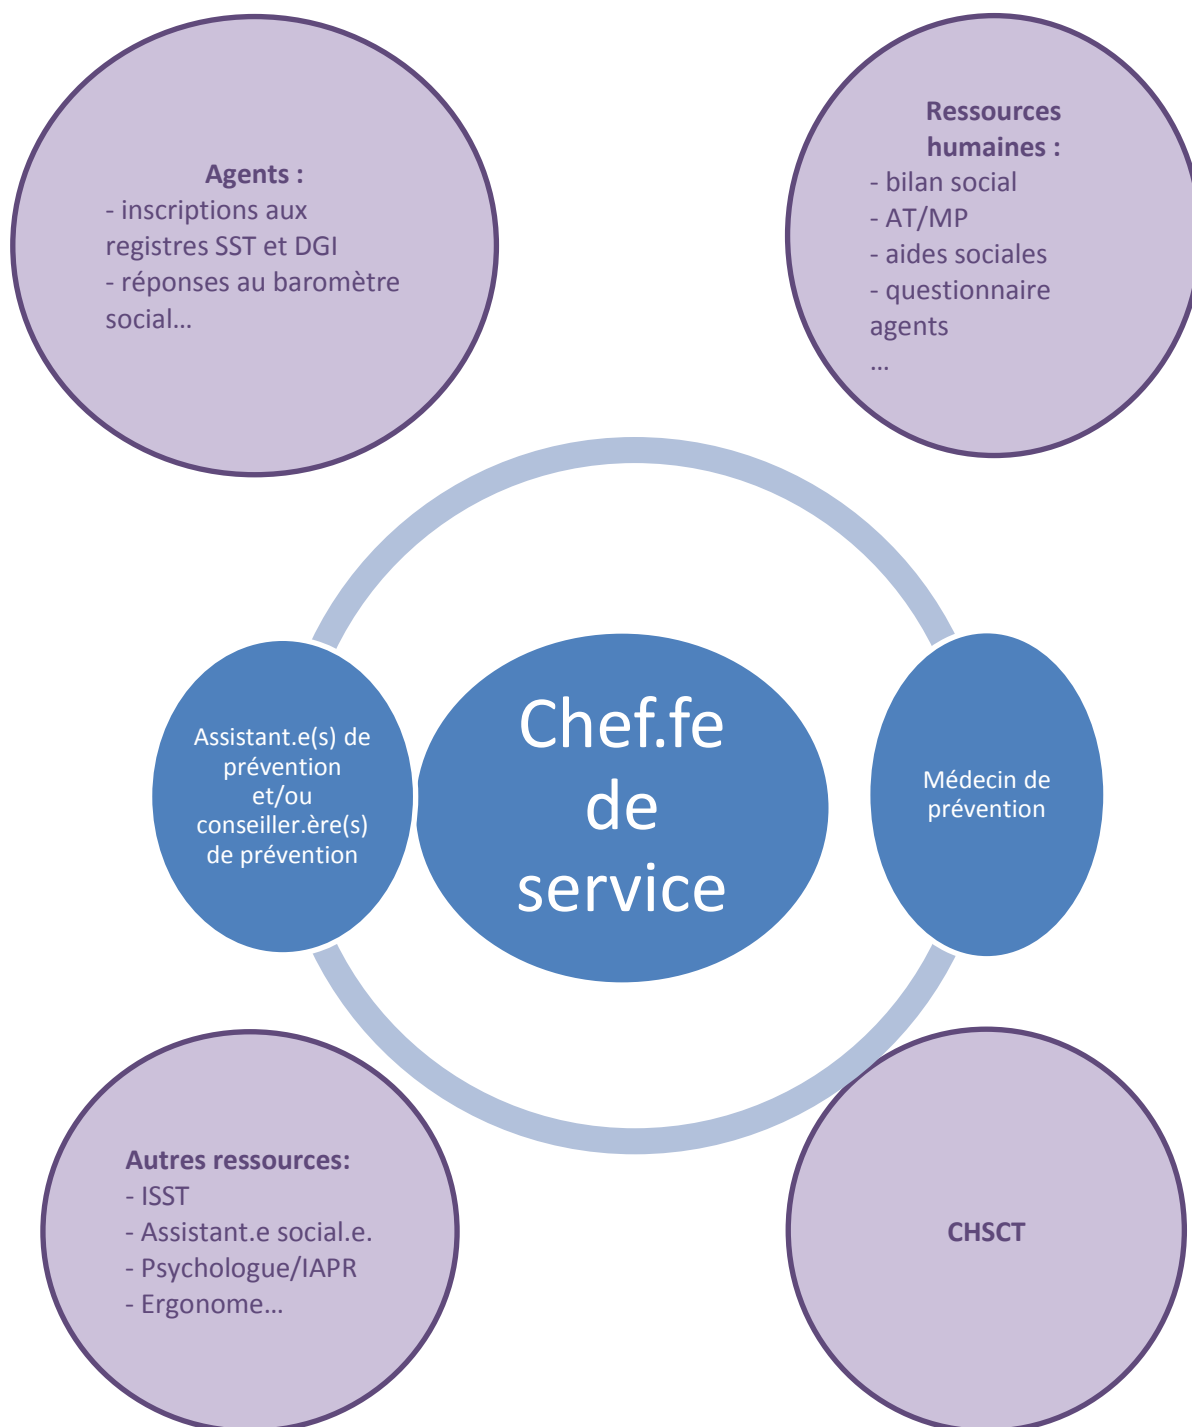 Agents :
- inscriptions aux
registres SST et DGI
- réponses au baromètre
social…
Ressources
humaines :
- bilan social
- AT/MP
- aides sociales
- questionnaire
agents
…
Assistant.e(s) de
prévention
et/ou
conseiller.ère(s)
de prévention
Chef.fe
de
service
Médecin de
prévention
Autres ressources:
- ISST
- Assistant.e social.e.
- Psychologue/IAPR
- Ergonome…
CHSCT